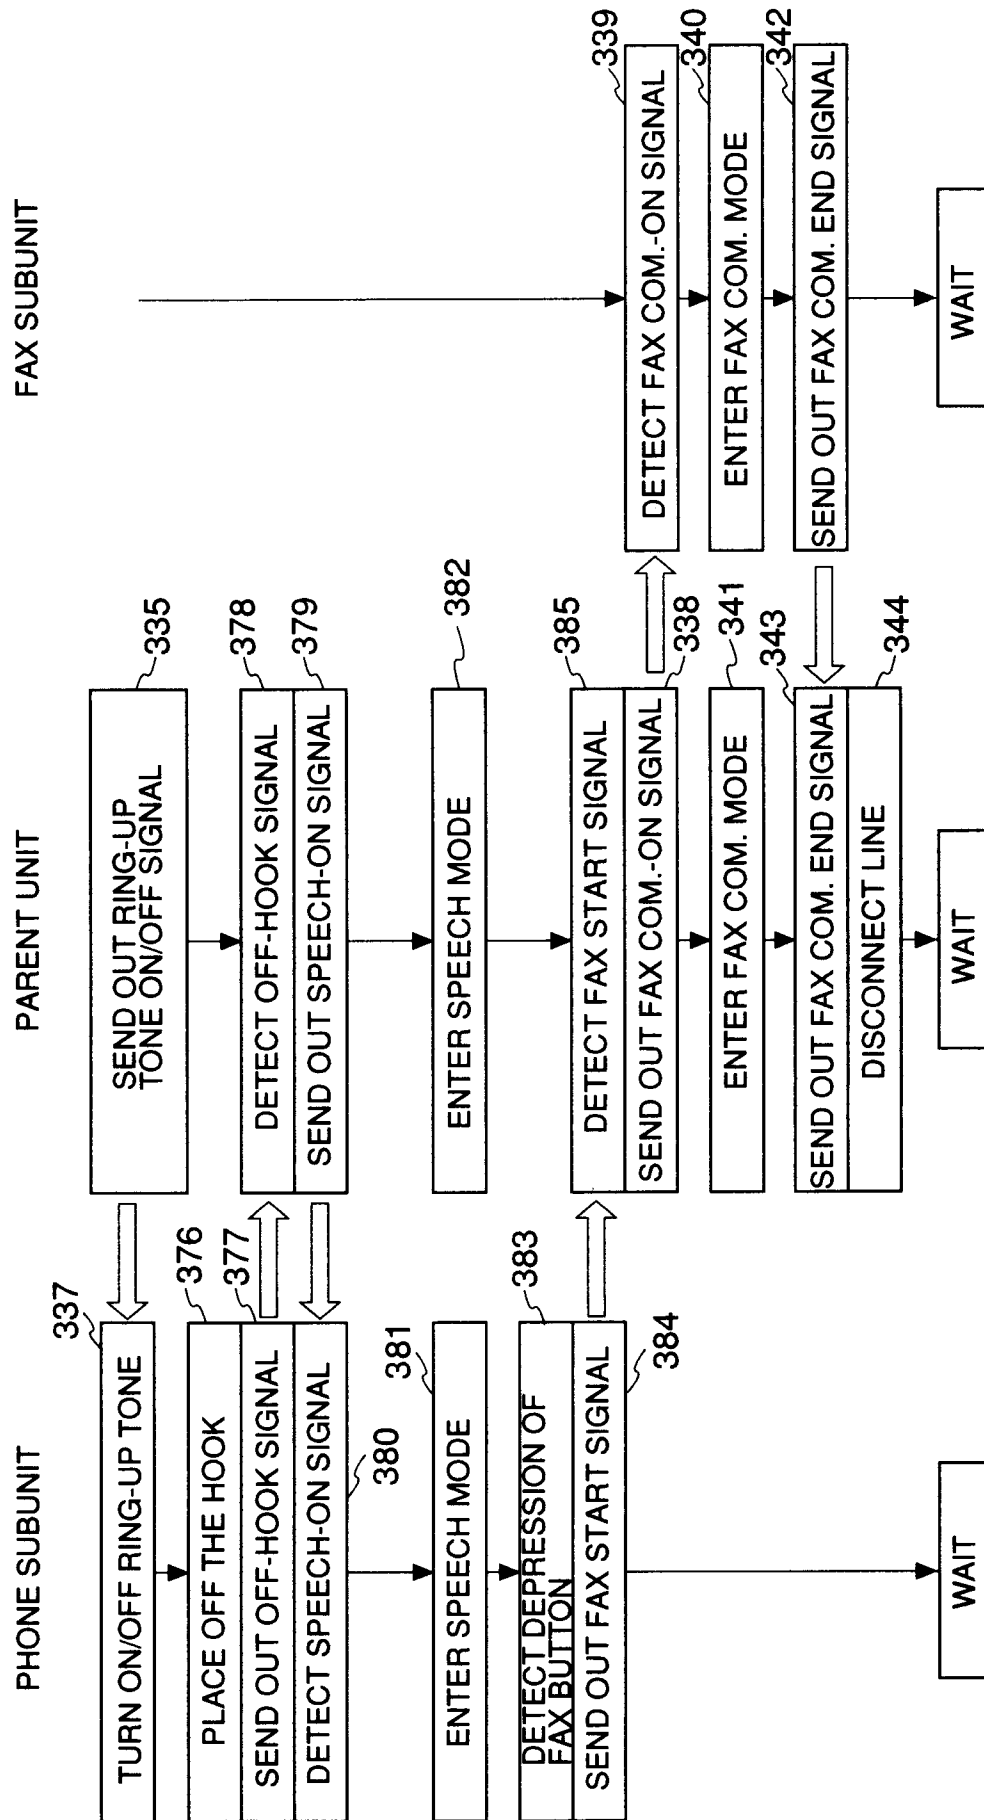 PHONE SUBUNIT
337
TURN ON/OFF RING-UP TONE
376
PLACE OFF THE HOOK
377
SEND OUT OFF-HOOK SIGNAL
DETECT SPEECH-ON SIGNAL
380
381
ENTER SPEECH MODE
383
DETECT DEPRESSION OF
FAX BUTTON
SEND OUT FAX START SIGNAL
384
WAIT
PARENT UNIT
335
SEND OUT RING-UP
TONE ON/OFF SIGNAL
378
DETECT OFF-HOOK SIGNAL
379
SEND OUT SPEECH-ON SIGNAL
382
ENTER SPEECH MODE
385
DETECT FAX START SIGNAL
338
SEND OUT FAX COM.-ON SIGNAL
341
ENTER FAX COM. MODE
343
SEND OUT FAX COM. END SIGNAL
344
DISCONNECT LINE
WAIT
FAX SUBUNIT
339
DETECT FAX COM.-ON SIGNAL
340
ENTER FAX COM. MODE
342
SEND OUT FAX COM. END SIGNAL
WAIT